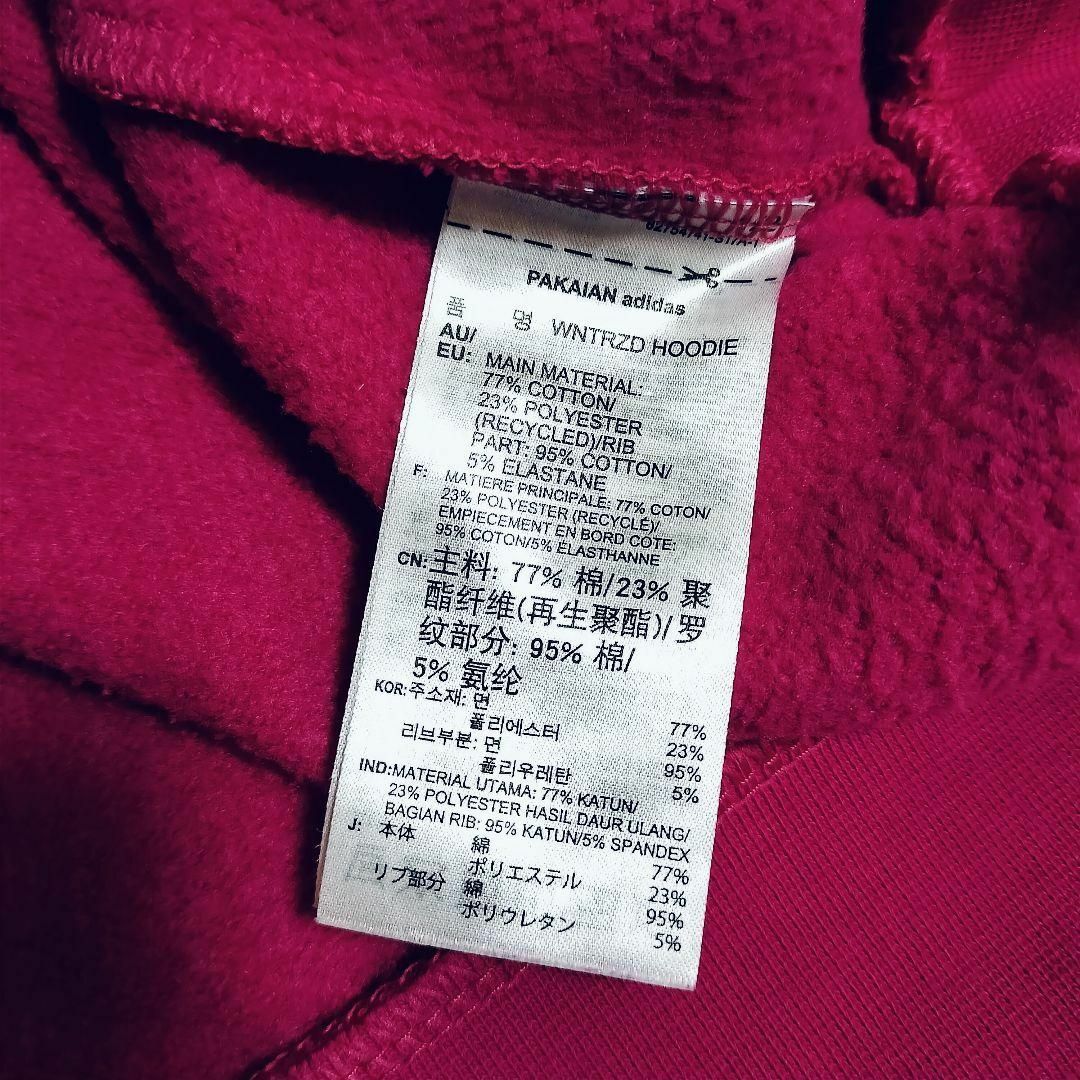 PAKAIAN adidas
품 명 WNTRZD HOODIE
AU/
EU: MAIN MATERIAL:
77% COTTON/
23% POLYESTER
(RECYCLED)/RIB
PART: 95% COTTON/
5% ELASTANE
F: MATIERE PRINCIPALE: 77% COTON/
23% POLYESTER (RECYCLÉ)/
EMPIECEMENT EN BORD COTE:
95% COTON/5% ELASTHANNE
CN: 主料: 77% 棉/23% 聚
酯纤维(再生聚酯)/罗
纹部分: 95% 棉/
5% 氨纶
KOR: 주소재: 면 77%
폴리에스터 23%
리브부분: 면 95%
폴리우레탄 5%
IND: MATERIAL UTAMA: 77% KATUN/
23% POLYESTER HASIL DAUR ULANG/
BAGIAN RIB: 95% KATUN/5% SPANDEX
J: 本体 綿 77%
ポリエステル 23%
リブ部分 綿 95%
ポリウレタン 5%